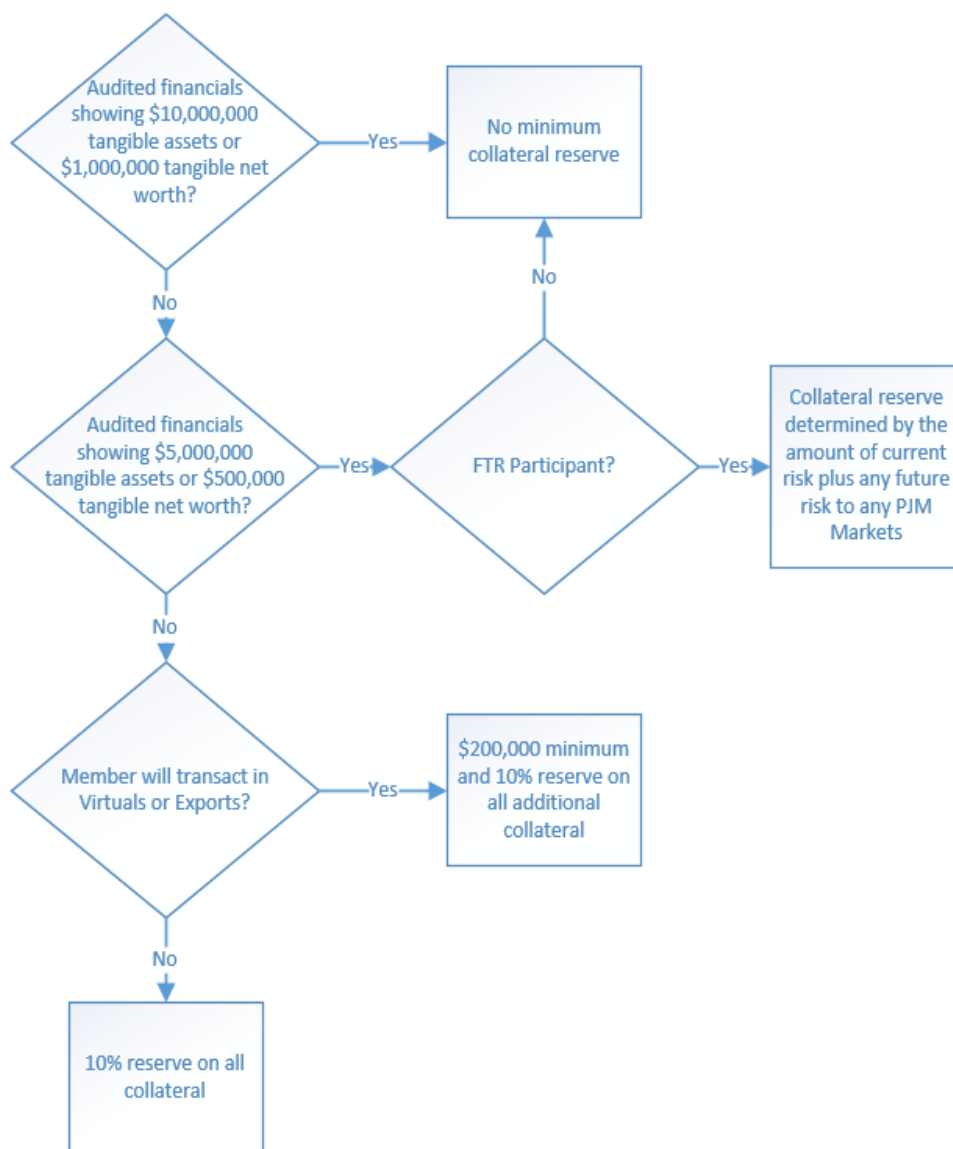 Audited financials
showing $10,000,000
tangible assets or
$1,000,000 tangible net
worth?
Yes
No minimum
collateral reserve
No
No
Audited financials
showing $5,000,000
tangible assets or $500,000
tangible net worth?
Yes
FTR Participant?
Yes
Collateral reserve
determined by the
amount of current
risk plus any future
risk to any PJM
Markets
No
Member will transact in
Virtuals or Exports?
Yes
$200,000 minimum
and 10% reserve on
all additional
collateral
No
10% reserve on all
collateral